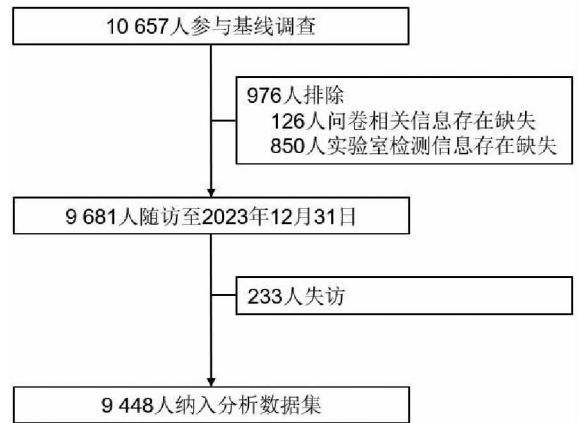 10 657人参与基线调查
976人排除
126人问卷相关信息存在缺失
850人实验室检测信息存在缺失
9 681人随访至2023年12月31日
233人失访
9 448人纳入分析数据集